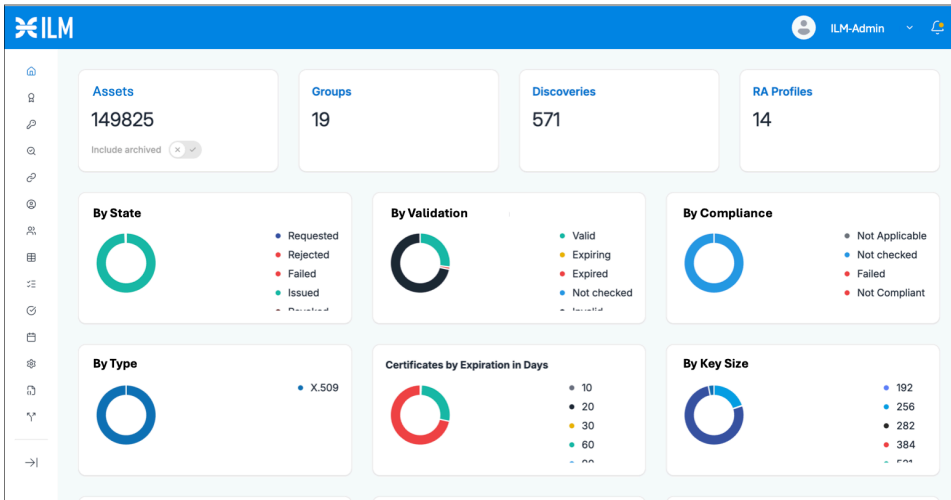 ILM
ILM-Admin
Assets
149825
Include archived
Groups
19
Discoveries
571
RA Profiles
14
By State
Requested
Rejected
Failed
Issued
By Validation
Valid
Expiring
Expired
Not checked
By Compliance
Not Applicable
Not checked
Failed
Not Compliant
By Type
X.509
Certificates by Expiration in Days
10
20
30
60
By Key Size
192
256
282
384